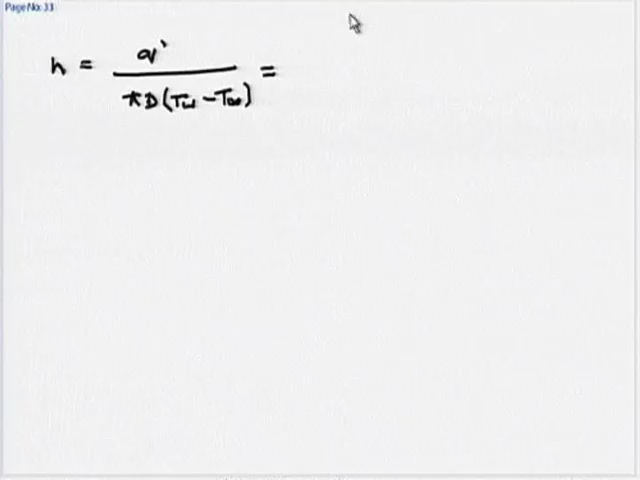 Page No: 33
h = q' / πD(Tw − T∞) =